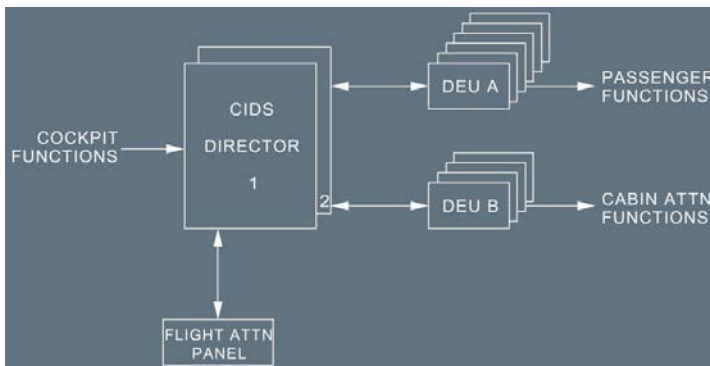 COCKPIT
FUNCTIONS
CIDS
DIRECTOR
1
2
DEU A
PASSENGER
FUNCTIONS
DEU B
CABIN ATTN
FUNCTIONS
FLIGHT ATTN
PANEL